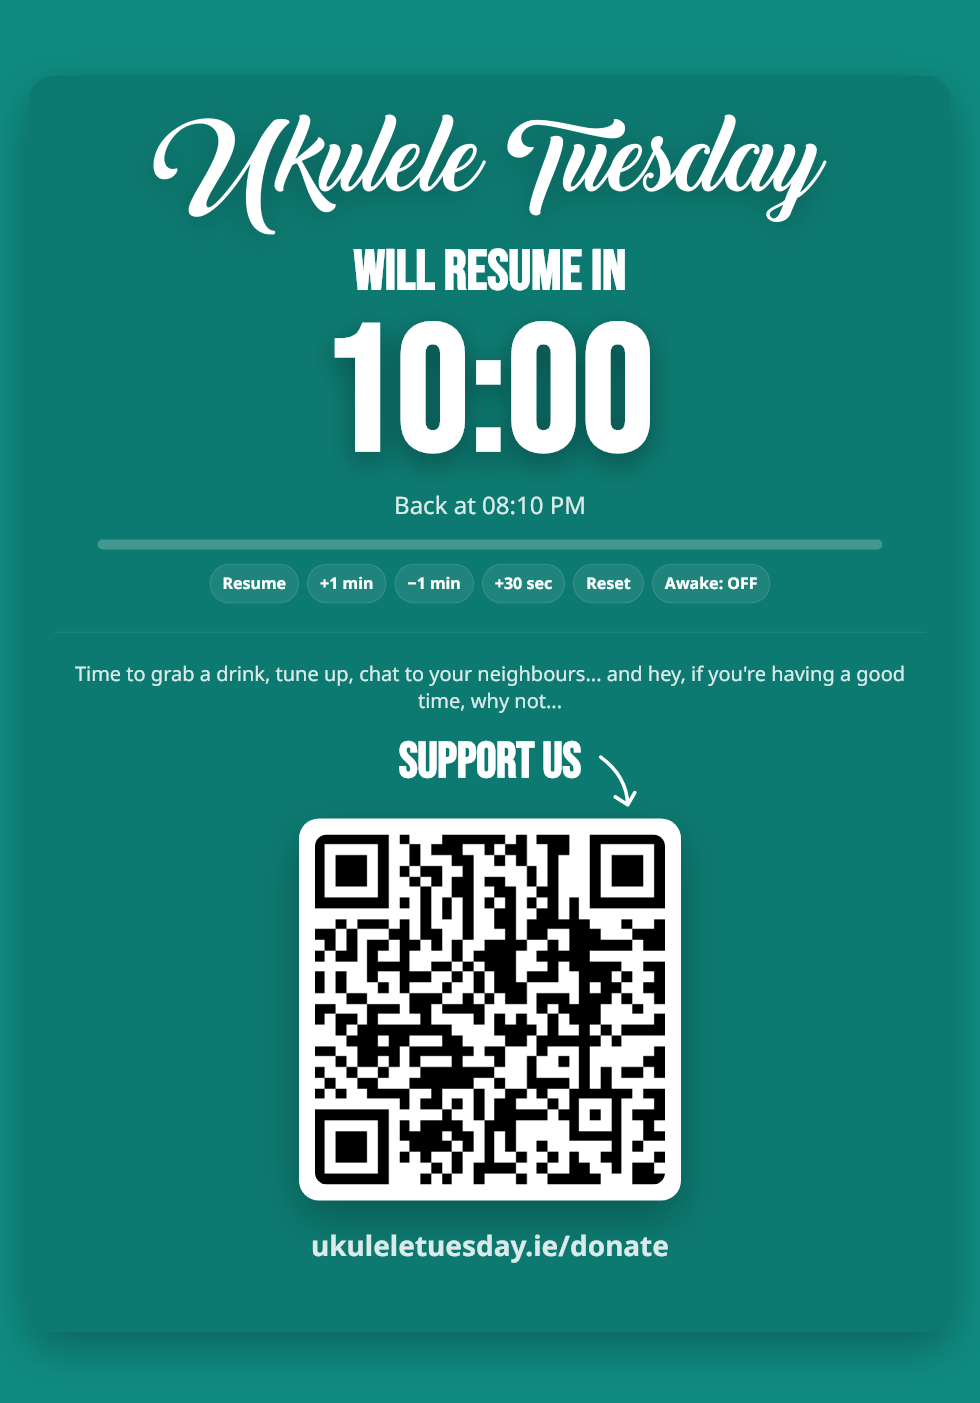 Ukulele Tuesday
WILL RESUME IN
10:00
Back at 08:10 PM
Resume
+1 min
−1 min
+30 sec
Reset
Awake: OFF
Time to grab a drink, tune up, chat to your neighbours... and hey, if you're having a good
time, why not...
SUPPORT US
ukuleletuesday.ie/donate